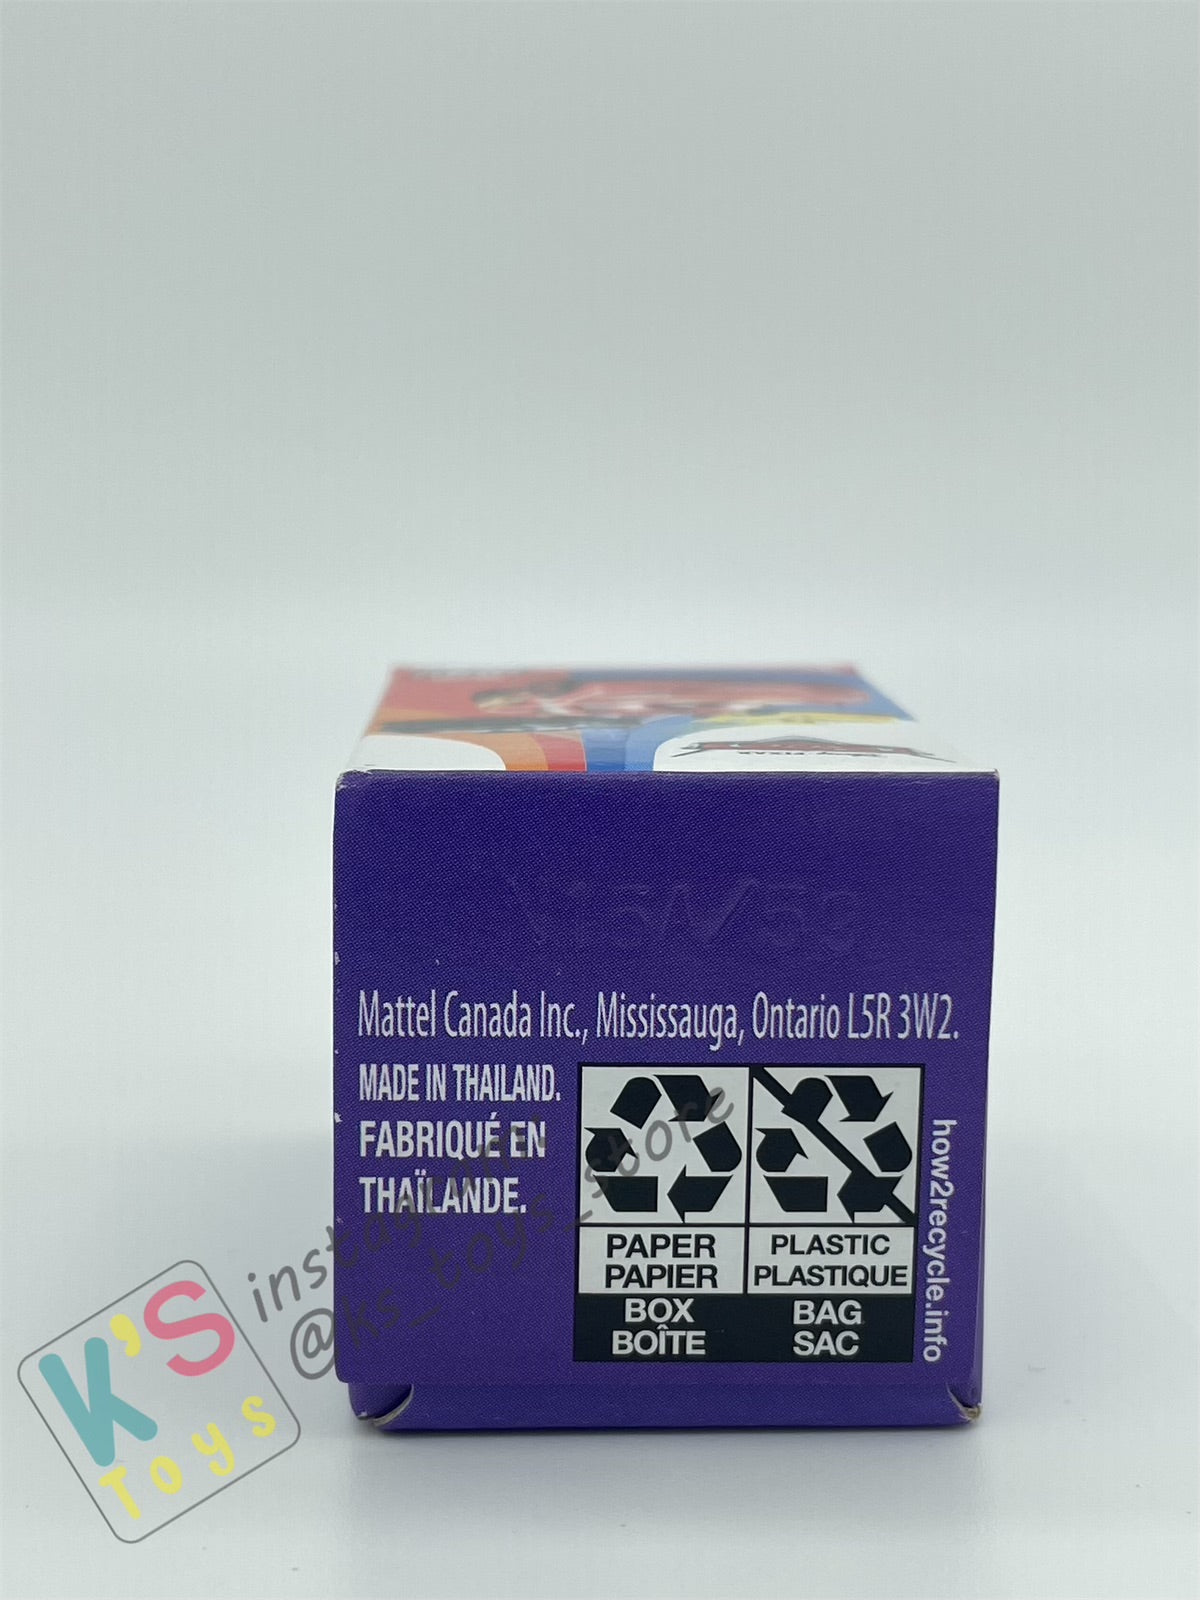 Mattel Canada Inc., Mississauga, Ontario L5R 3W2.
MADE IN THAILAND.
FABRIQUÉ EN
THAÏLANDE.
PAPER
PAPIER
BOX
BOÎTE
PLASTIC
PLASTIQUE
BAG
SAC
how2recycle.info
instagram:
@ks_toys_store
K'S
Toys